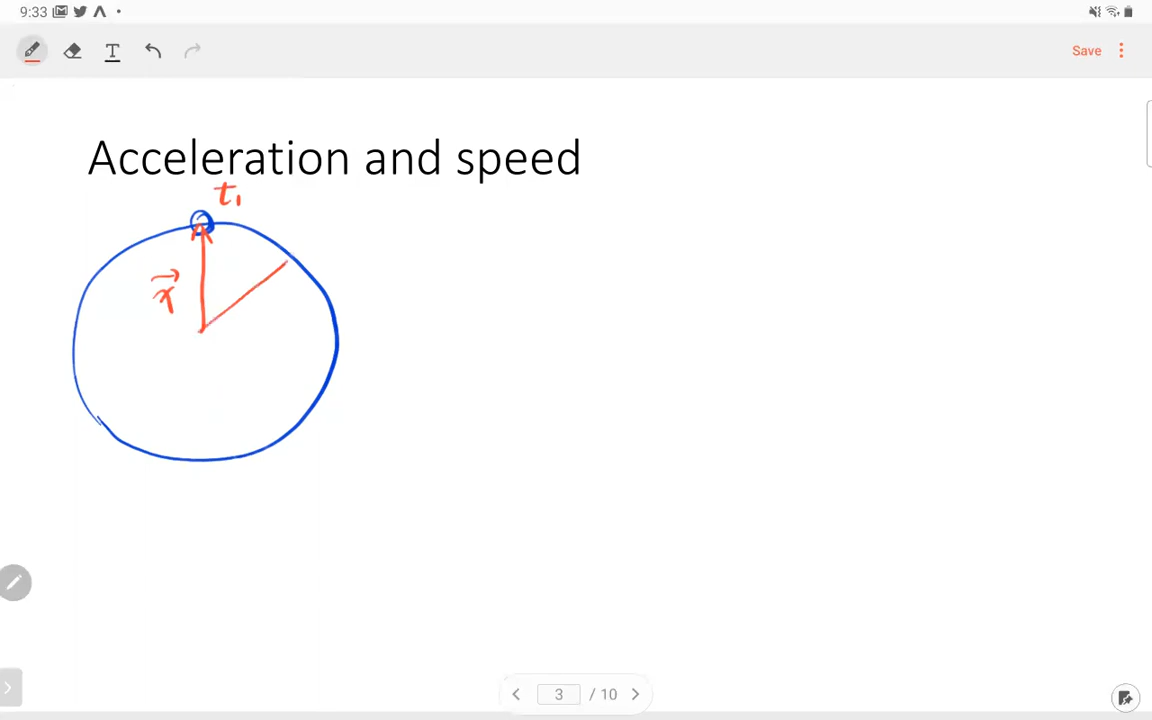 9:33
Save
Acceleration and speed
t₁
3 / 10